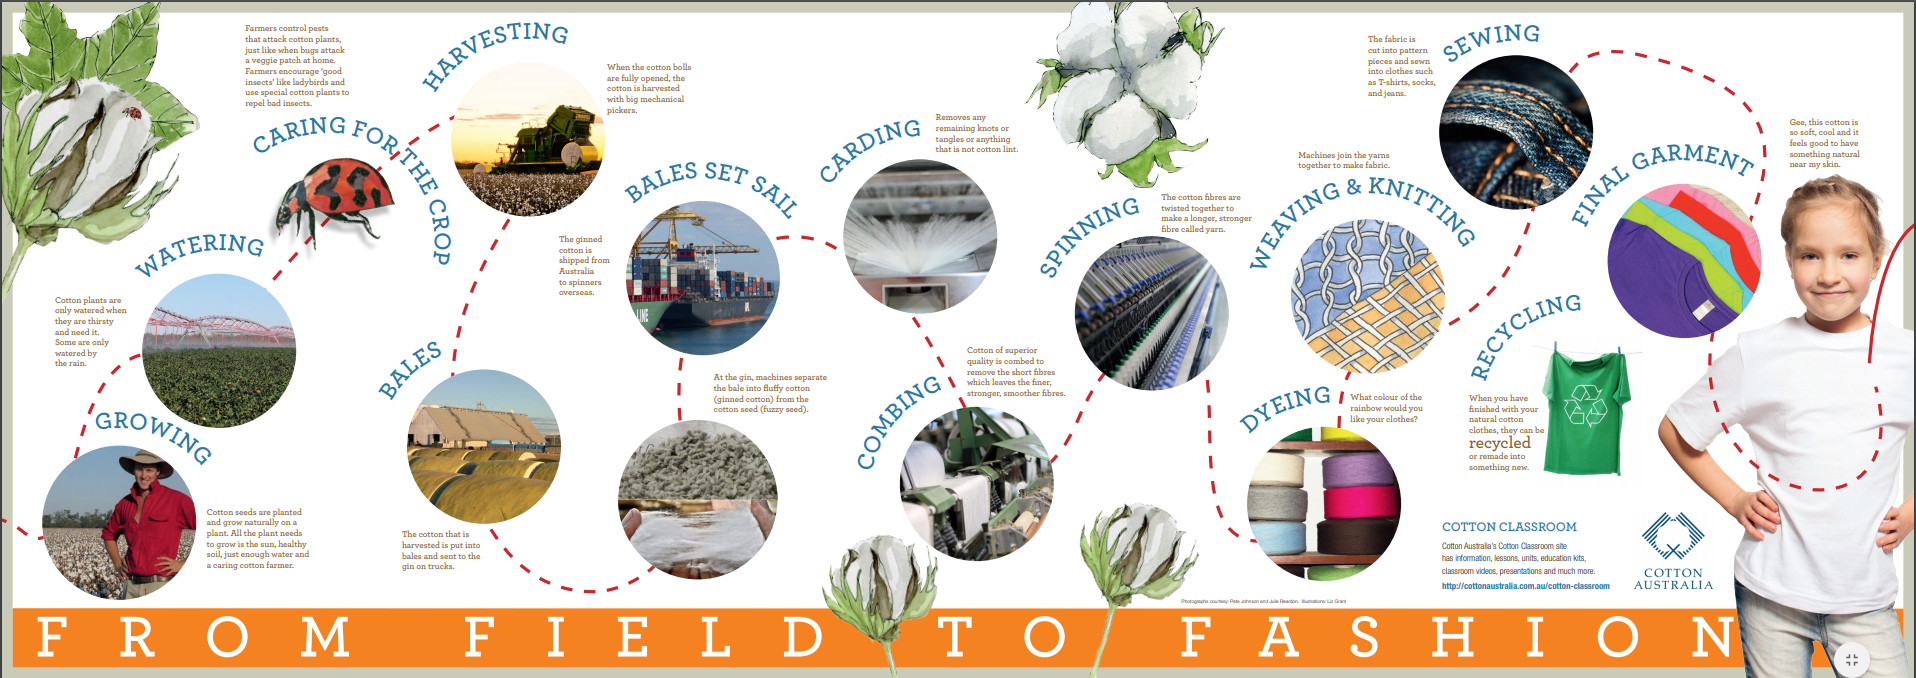 GROWING
Cotton seeds are planted
and grow naturally on a
plant. All the plant needs
to grow is the sun, healthy
soil, just enough water and
a caring cotton farmer.
WATERING
Cotton plants are
only watered when
they are thirsty
and need it.
Some are only
watered by
the rain.
CARING FOR THE CROP
Farmers control pests
that attack cotton plants,
just like when bugs attack
a veggie patch at home.
Farmers encourage 'good
insects' like ladybirds and
use special cotton plants to
repel bad insects.
HARVESTING
When the cotton bolls
are fully opened, the
cotton is harvested
with big mechanical
pickers.
BALES
The cotton that is
harvested is put into
bales and sent to the
gin on trucks.
At the gin, machines separate
the bale into fluffy cotton
(ginned cotton) from the
cotton seed (fuzzy seed).
BALES SET SAIL
The ginned
cotton is
shipped from
Australia
to spinners
overseas.
LINE
CARDING
Removes any
remaining knots or
tangles or anything
that is not cotton lint.
COMBING
Cotton of superior
quality is combed to
remove the short fibres
which leaves the finer,
stronger, smoother fibres.
SPINNING
The cotton fibres are
twisted together to
make a longer, stronger
fibre called yarn.
DYEING
What colour of the
rainbow would you
like your clothes?
WEAVING & KNITTING
Machines join the yarns
together to make fabric.
SEWING
The fabric is
cut into pattern
pieces and sewn
into clothes such
as T-shirts, socks,
and jeans.
FINAL GARMENT
Gee, this cotton is
so soft, cool and it
feels good to have
something natural
near my skin.
RECYCLING
When you have
finished with your
natural cotton
clothes, they can be
recycled
or remade into
something new.
COTTON CLASSROOM
Cotton Australia's Cotton Classroom site
has information, lessons, units, education kits,
classroom videos, presentations and much more.
http://cottonaustralia.com.au/cotton-classroom
COTTON
AUSTRALIA
Photographs courtesy: Pete Johnson and Julie Reardon. Illustrations: Liz Grant
FROM FIELD TO FASHION